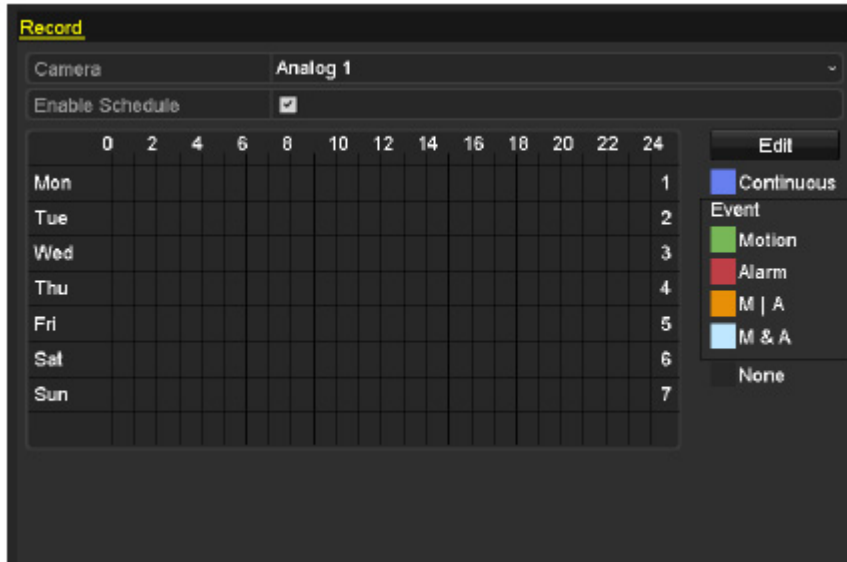 Record
Camera Analog 1
Enable Schedule
0 2 4 6 8 10 12 14 16 18 20 22 24 Edit
Mon 1 Continuous
Tue 2 Event
Wed 3 Motion
Thu 4 Alarm
Fri 5 M | A
Sat 6 M & A
Sun 7 None